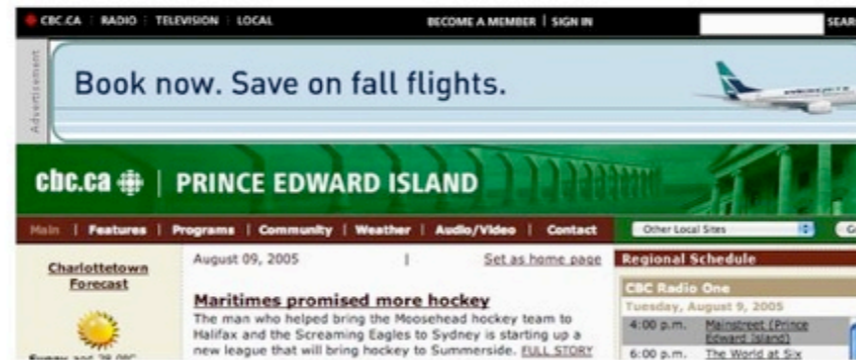 CBC.CA RADIO TELEVISION LOCAL BECOME A MEMBER | SIGN IN
Advertisement
Book now. Save on fall flights.
cbc.ca | PRINCE EDWARD ISLAND
Main | Features | Programs | Community | Weather | Audio/Video | Contact
Other Local Sites
Charlottetown
Forecast
August 09, 2005 | Set as home page
Maritimes promised more hockey
The man who helped bring the Moosehead hockey team to
Halifax and the Screaming Eagles to Sydney is starting up a
new league that will bring hockey to Summerside. FULL STORY
Regional Schedule
CBC Radio One
Tuesday, August 9, 2005
4:00 p.m. Mainstreet (Prince
Edward Island)
6:00 p.m. The World at Six